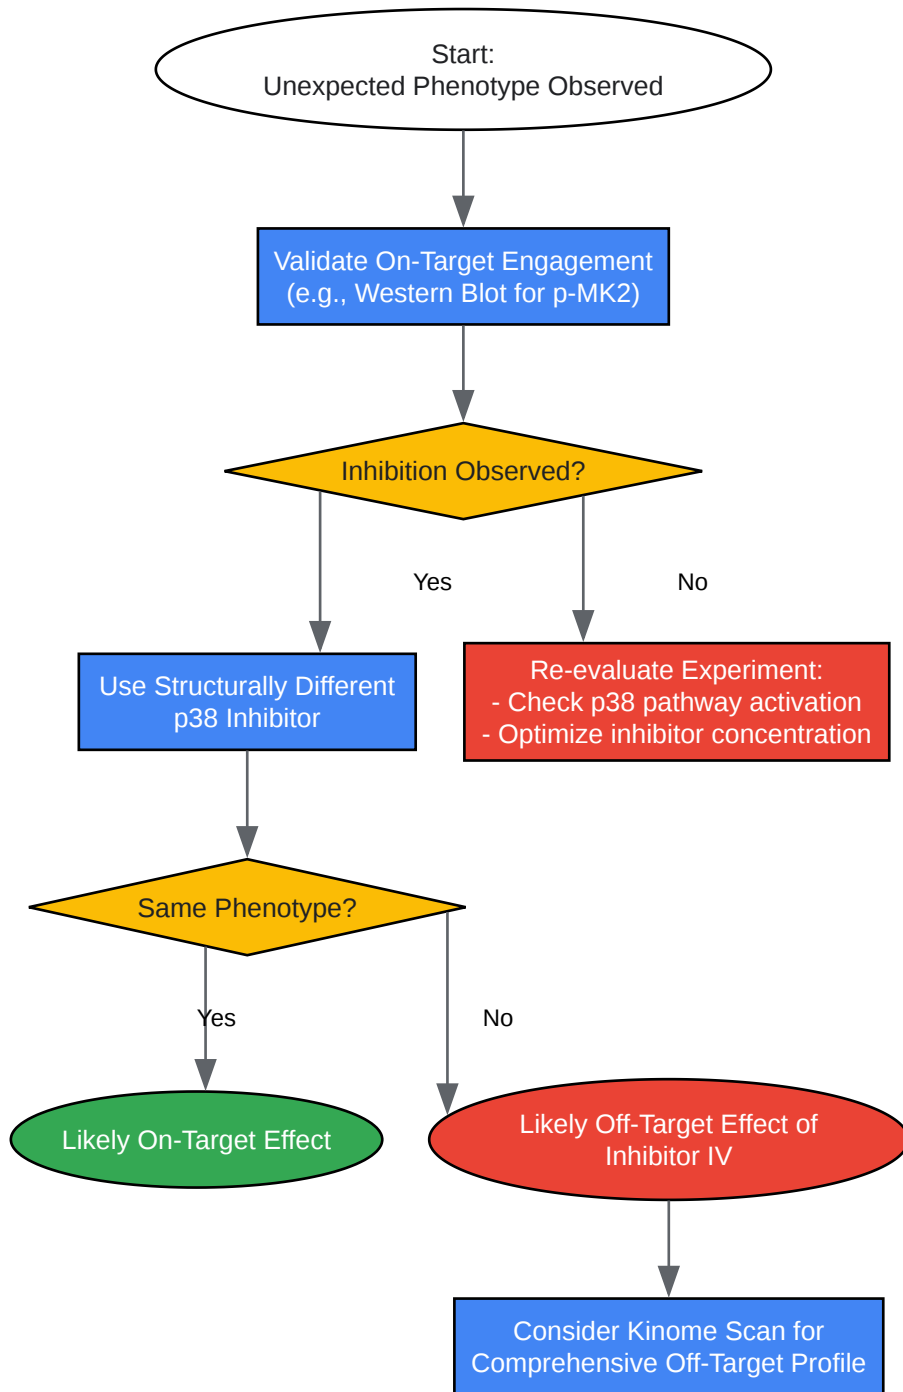 Start:
Unexpected Phenotype Observed
Validate On-Target Engagement
(e.g., Western Blot for p-MK2)
Inhibition Observed?
Yes
No
Use Structurally Different
p38 Inhibitor
Re-evaluate Experiment:
- Check p38 pathway activation
- Optimize inhibitor concentration
Same Phenotype?
Yes
No
Likely On-Target Effect
Likely Off-Target Effect of
Inhibitor IV
Consider Kinome Scan for
Comprehensive Off-Target Profile